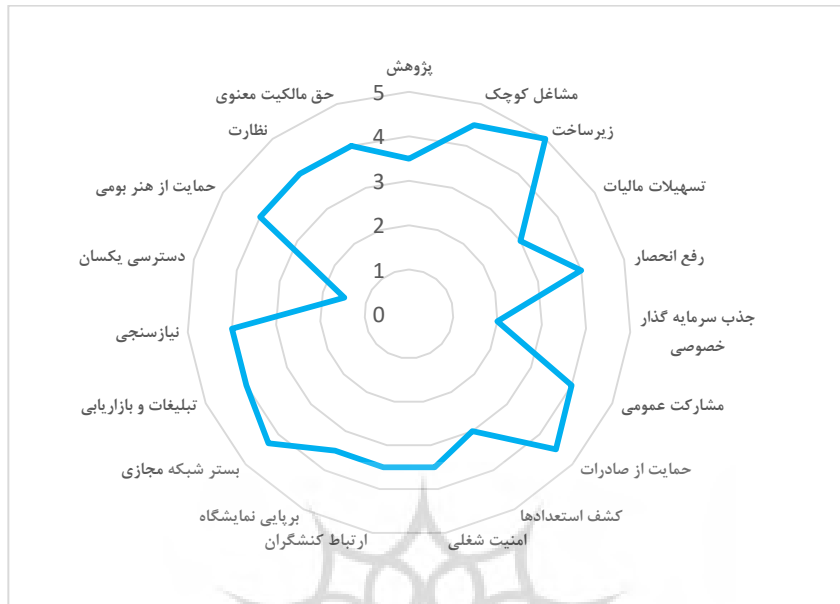 پژوهش
مشاغل کوچک
زیرساخت
تسهیلات مالیات
رفع انحصار
جذب سرمایه گذار
خصوصی
مشارکت عمومی
حمایت از صادرات
کشف استعدادها
امنیت شغلی
ارتباط کنشگران
برپایی نمایشگاه
بستر شبکه مجازی
تبلیغات و بازاریابی
نیازسنجی
دسترسی یکسان
حمایت از هنر بومی
نظارت
حق مالکیت معنوی
5
4
3
2
1
0